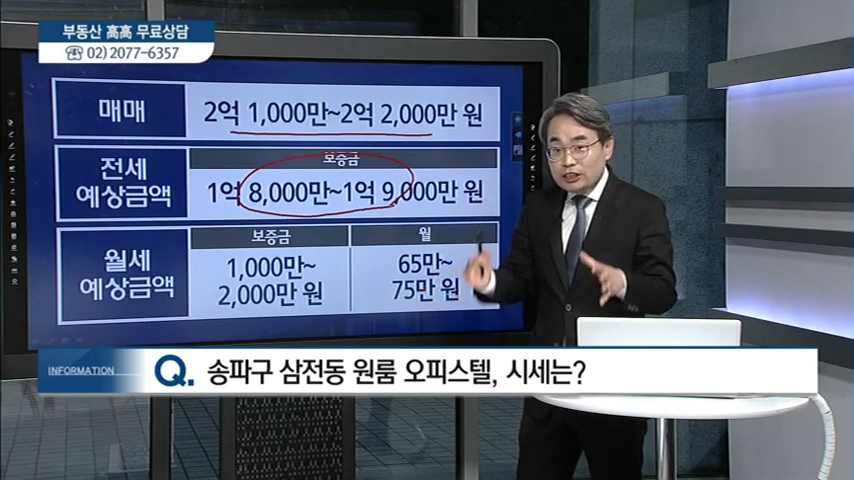 부동산 高高 무료상담
☎ 02) 2077-6357
매매
2억 1,000만~2억 2,000만 원
전세
예상금액
보증금
1억 8,000만~1억 9,000만 원
월세
예상금액
보증금
1,000만~
2,000만 원
월
65만~
75만 원
INFORMATION
Q. 송파구 삼전동 원룸 오피스텔, 시세는?